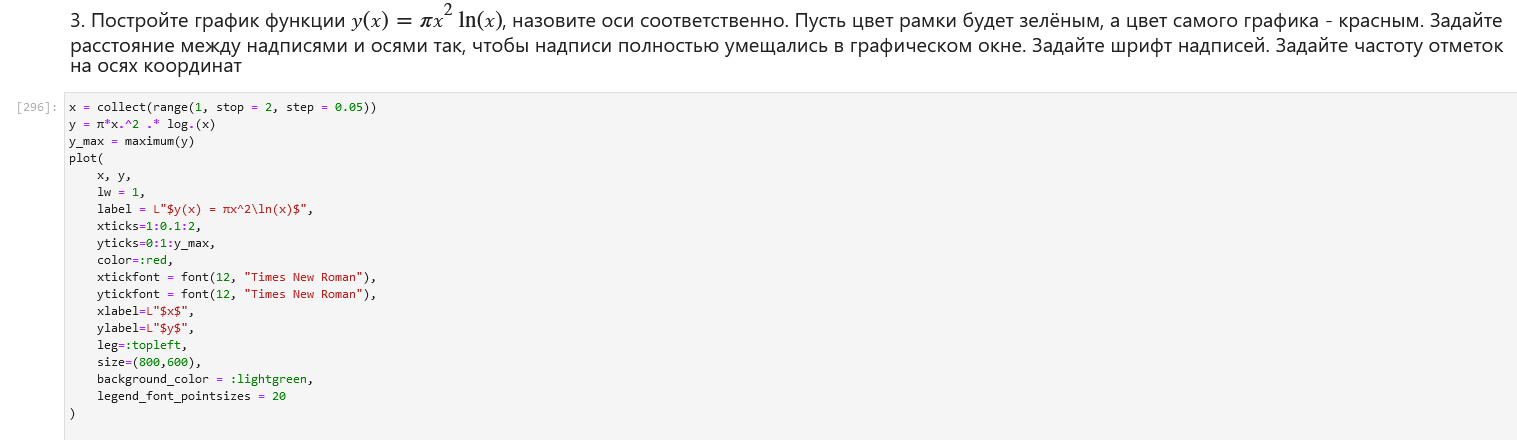 3. Постройте график функции y(x) = πx² ln(x), назовите оси соответственно. Пусть цвет рамки будет зелёным, а цвет самого графика - красным. Задайте
расстояние между надписями и осями так, чтобы надписи полностью умещались в графическом окне. Задайте шрифт надписей. Задайте частоту отметок
на осях координат
[296]: x = collect(range(1, stop = 2, step = 0.05))
y = π*x.^2 .* log.(x)
y_max = maximum(y)
plot(
    x, y,
    lw = 1,
    label = L"$y(x) = πx^2\ln(x)$",
    xticks=1:0.1:2,
    yticks=0:1:y_max,
    color=:red,
    xtickfont = font(12, "Times New Roman"),
    ytickfont = font(12, "Times New Roman"),
    xlabel=L"$x$",
    ylabel=L"$y$",
    leg=:topleft,
    size=(800,600),
    background_color = :lightgreen,
    legend_font_pointsizes = 20
)